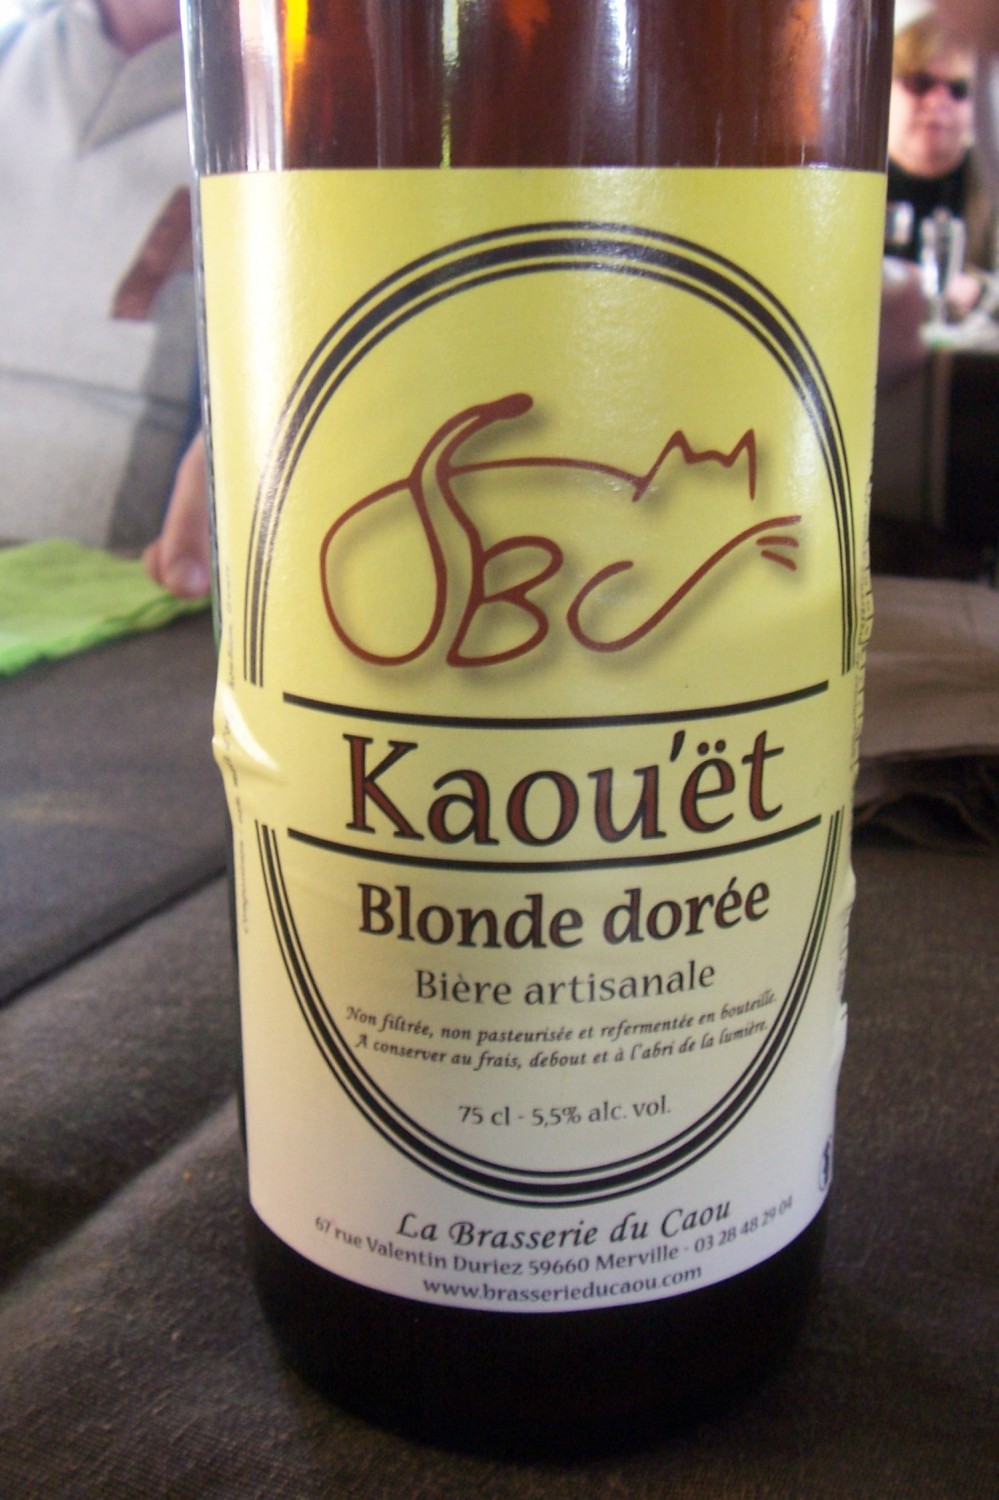 BC
Kaou'ët
Blonde dorée
Bière artisanale
Non filtrée, non pasteurisée et refermentée en bouteille.
A conserver au frais, debout et à l'abri de la lumière.
75 cl - 5,5% alc. vol.
La Brasserie du Caou
67 rue Valentin Duriez 59660 Merville - 03 28 48 29 04
www.brasserieducaou.com